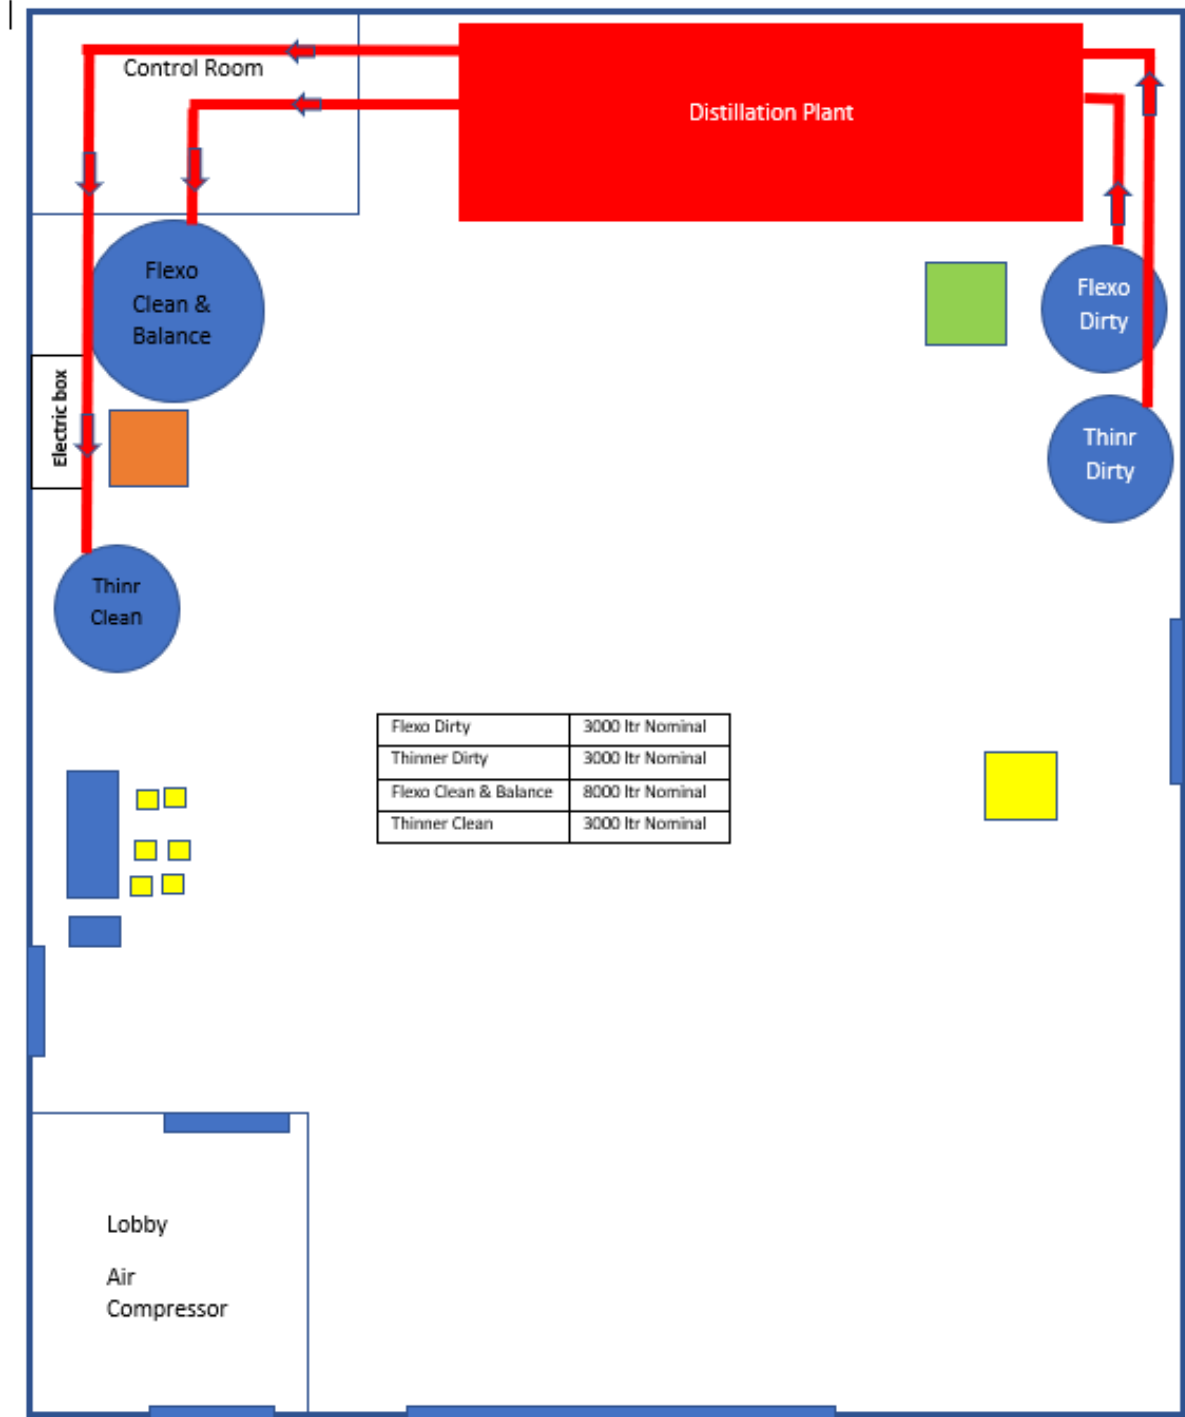 Control Room
Distillation Plant
Flexo
Clean &
Balance
Flexo
Dirty
Electric box
Thinr
Dirty
Thinr
Clean
Flexo Dirty 3000 ltr Nominal
Thinner Dirty 3000 ltr Nominal
Flexo Clean & Balance 8000 ltr Nominal
Thinner Clean 3000 ltr Nominal
Lobby
Air
Compressor